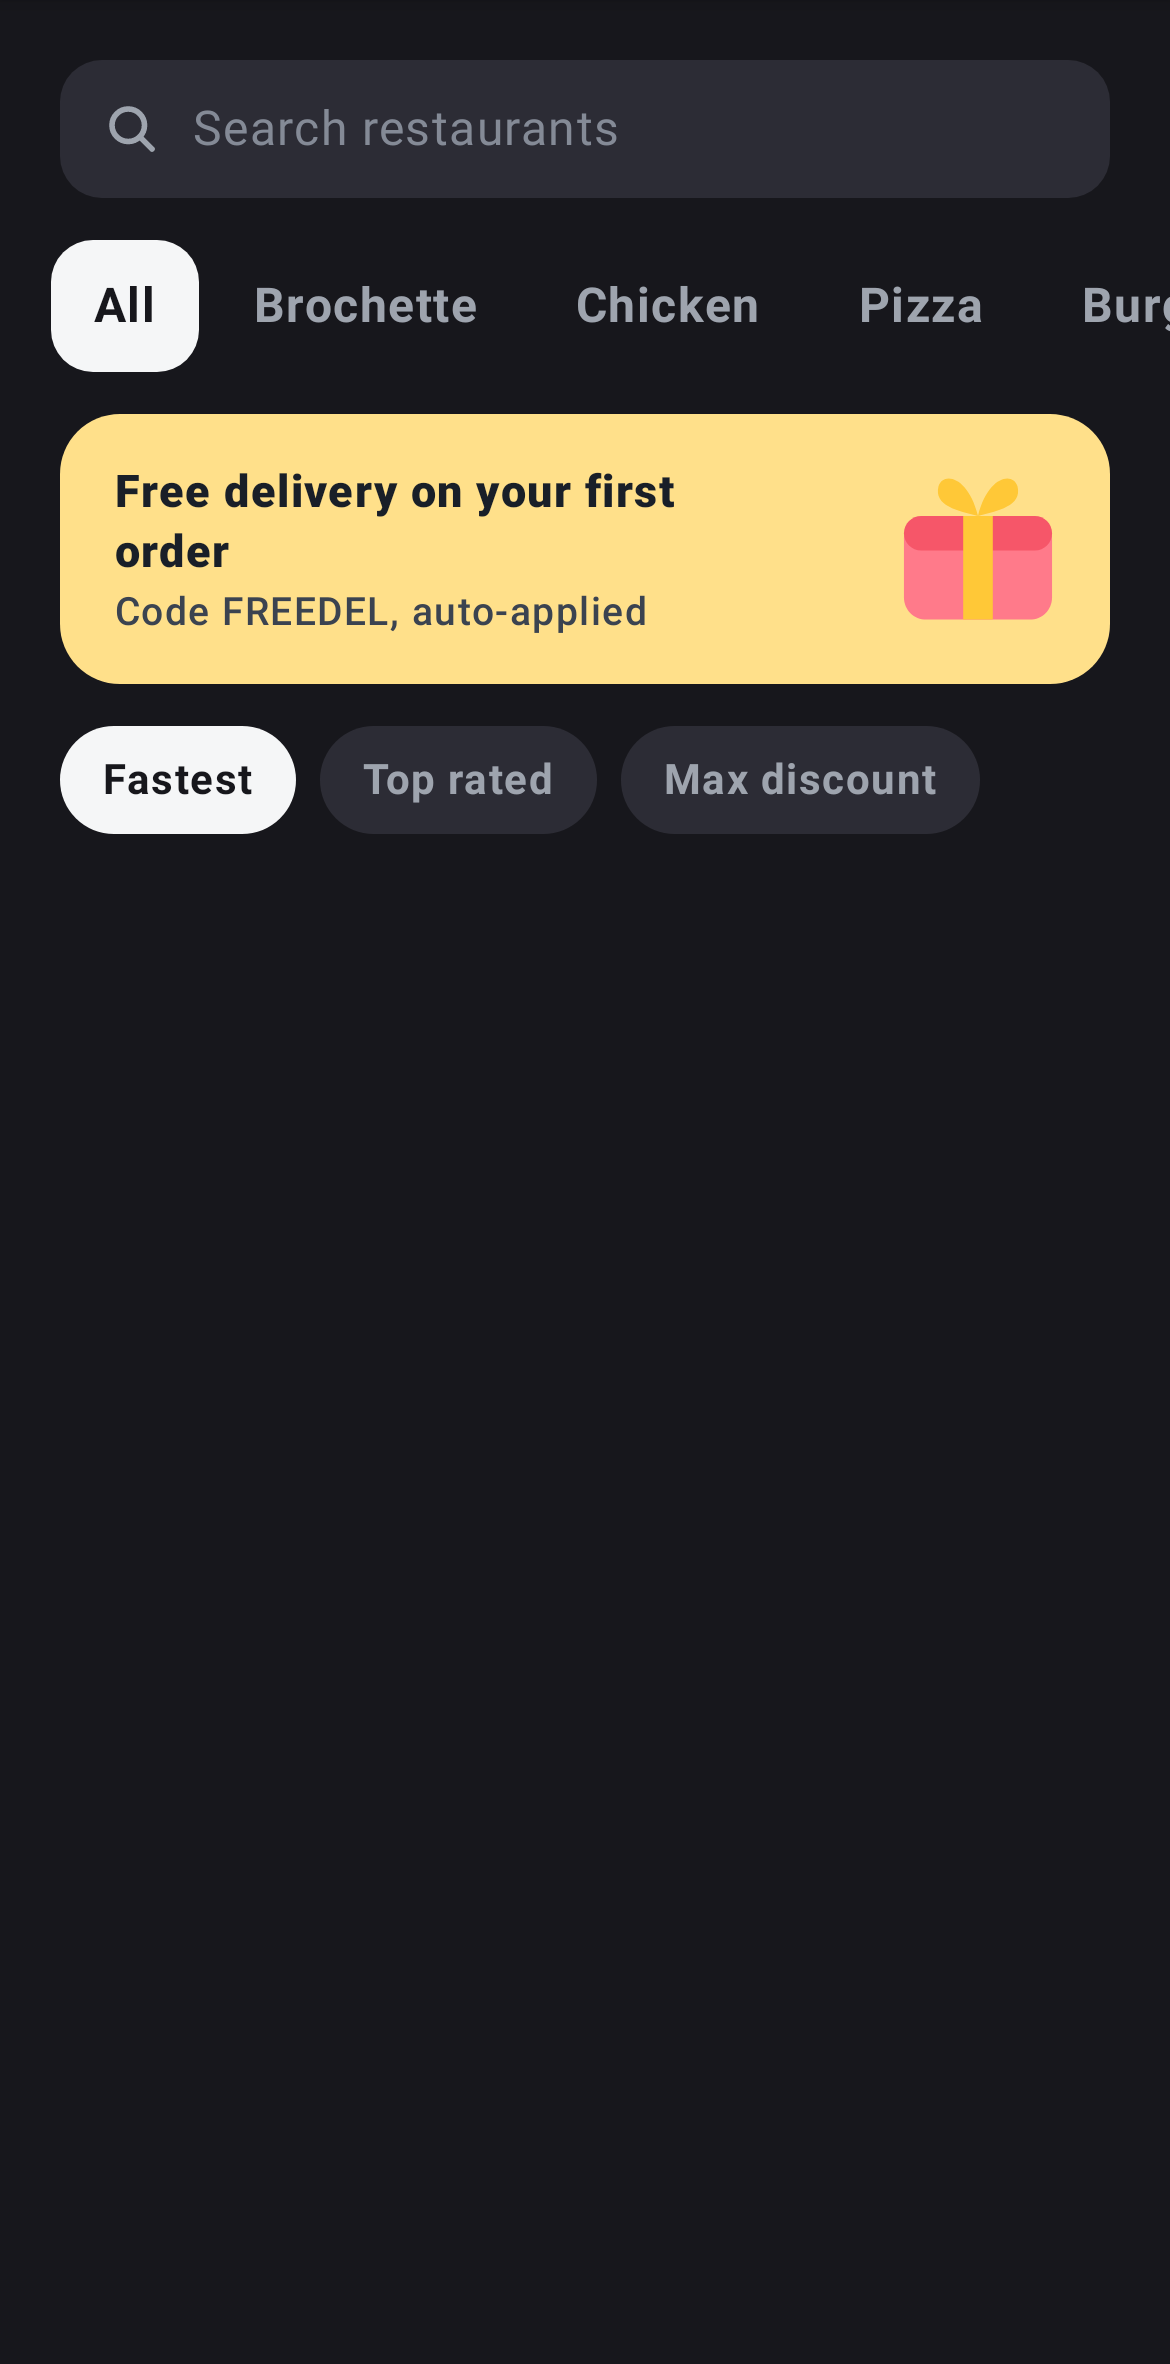 Search restaurants
All Brochette Chicken Pizza Burg
Free delivery on your first
order
Code FREEDEL, auto-applied
Fastest Top rated Max discount